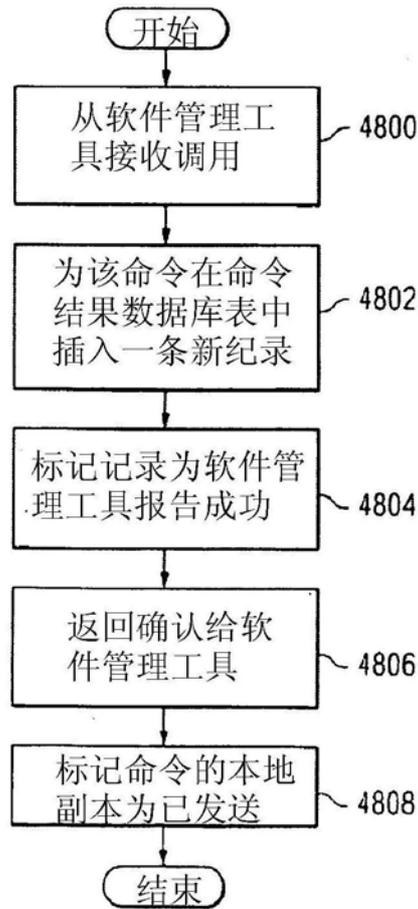 开始
从软件管理工
具接收调用
4800
为该命令在命令
结果数据库表中
插入一条新纪录
4802
标记记录为软件管
理工具报告成功
4804
返回确认给软
件管理工具
4806
标记命令的本地
副本为已发送
4808
结束